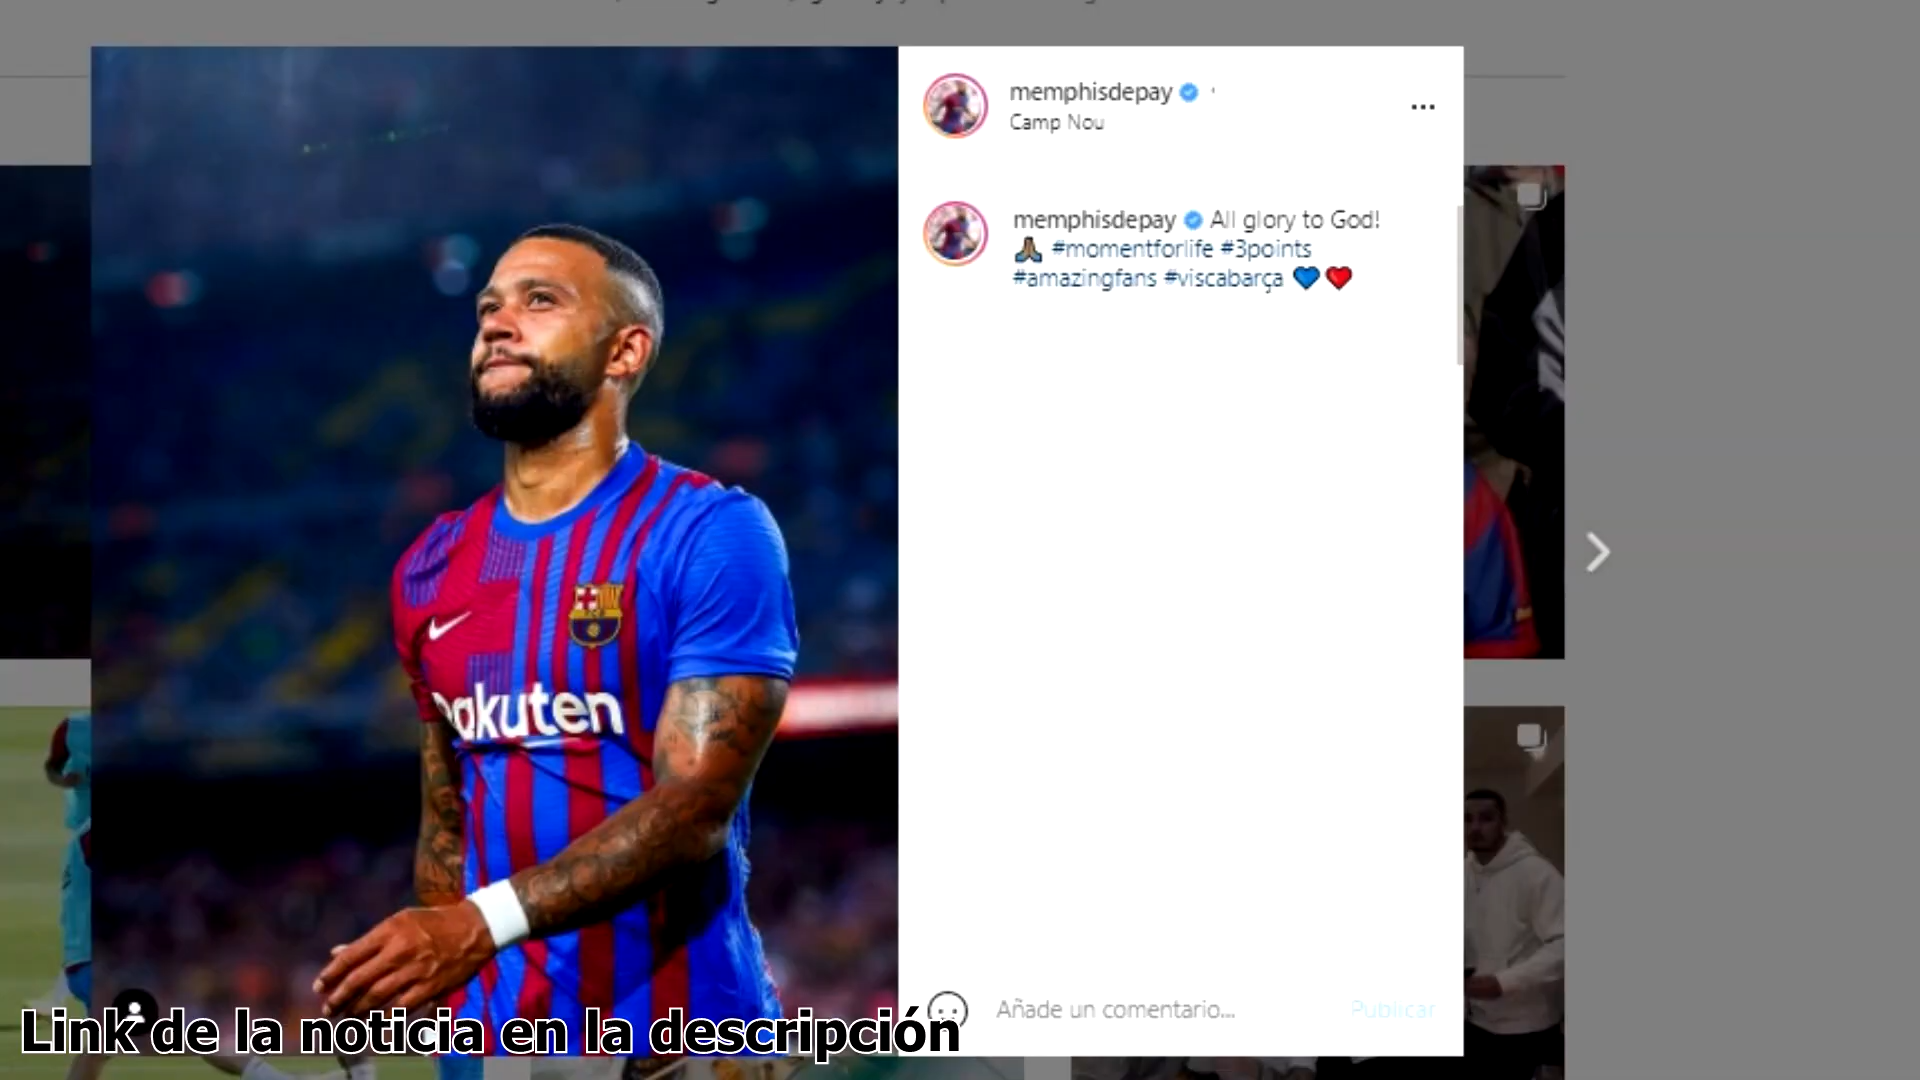 memphisdepay
Camp Nou
memphisdepay All glory to God!
#momentforlife #3points
#amazingfans #viscabarça
Rakuten
Añade un comentario...
Publicar
Link de la noticia en la descripción